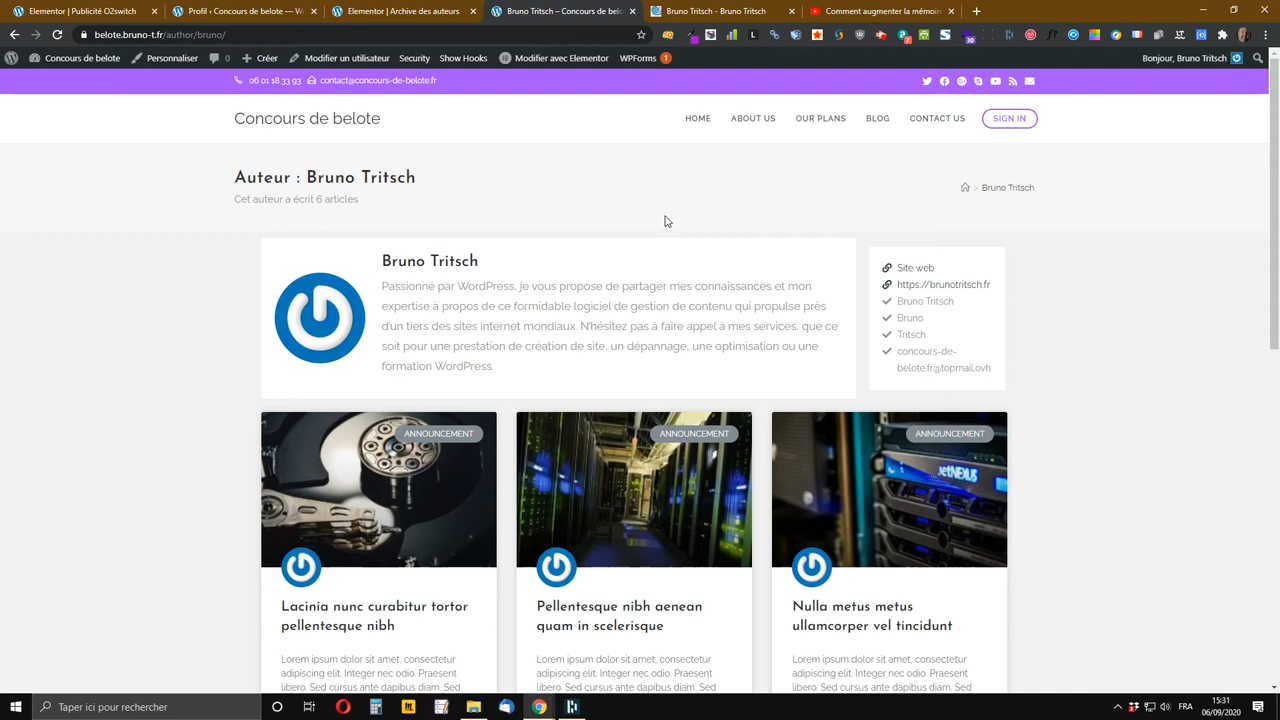 Elementor | Publicity O2switch
Profil ‹ Concours de belote — W
Elementor | Archive des auteurs
Bruno Tritsch – Concours de belo
Bruno Tritsch - Bruno Tritsch
Comment augmenter la mémoi
belote.bruno-t.fr/author/bruno/
30
Concours de belote
Personnaliser
0
Créer
Modifier un utilisateur
Security
Show Hooks
Modifier avec Elementor
WPForms 1
Bonjour, Bruno Tritsch
06 01 18 33 93
contact@concours-de-belote.fr
Concours de belote
HOME
ABOUT US
OUR PLANS
BLOG
CONTACT US
SIGN IN
Auteur : Bruno Tritsch
Cet auteur a écrit 6 articles
> Bruno Tritsch
Bruno Tritsch
Passionné par WordPress, je vous propose de partager mes connaissances et mon
expertise à propos de ce formidable logiciel de gestion de contenu qui propulse près
d'un tiers des sites internet mondiaux. N'hésitez pas à faire appel à mes services, que ce
soit pour une prestation de création de site, un dépannage, une optimisation ou une
formation WordPress.
Site web
https://brunotritsch.fr
Bruno Tritsch
Bruno
Tritsch
concours-de-
belote.fr@topmail.ovh
ANNOUNCEMENT
ANNOUNCEMENT
ANNOUNCEMENT
jetNEXUS
Lacinia nunc curabitur tortor
pellentesque nibh
Lorem ipsum dolor sit amet, consectetur
adipiscing elit. Integer nec odio. Praesent
libero. Sed cursus ante dapibus diam. Sed
Pellentesque nibh aenean
quam in scelerisque
Lorem ipsum dolor sit amet, consectetur
adipiscing elit. Integer nec odio. Praesent
libero. Sed cursus ante dapibus diam. Sed
Nulla metus metus
ullamcorper vel tincidunt
Lorem ipsum dolor sit amet, consectetur
adipiscing elit. Integer nec odio. Praesent
libero. Sed cursus ante dapibus diam. Sed
Taper ici pour rechercher
FRA
15:31
06/09/2020